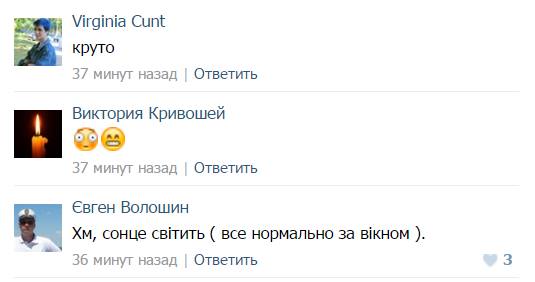 Virginia Cunt
круто
37 минут назад | Ответить
Виктория Кривошей
😳😁
37 минут назад | Ответить
Євген Волошин
Хм, сонце світить ( все нормально за вікном ).
36 минут назад | Ответить 3